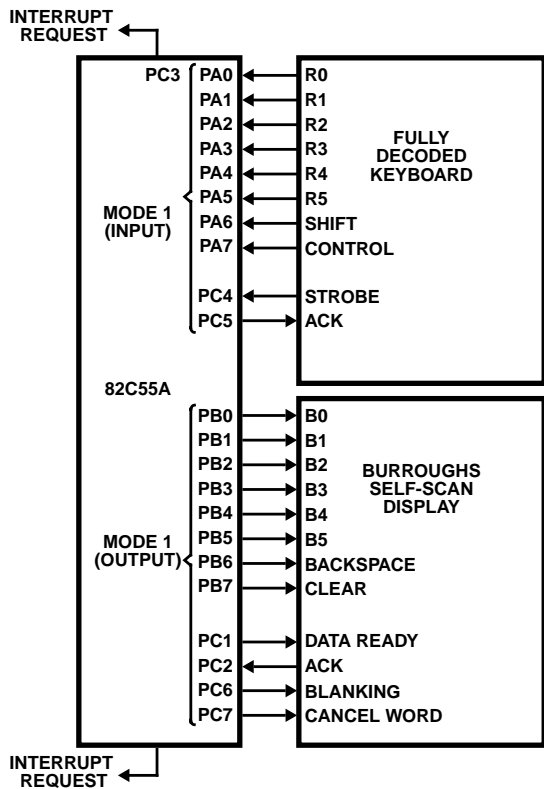 INTERRUPT
REQUEST
PC3 PA0 R0
PA1 R1
PA2 R2
PA3 R3
PA4 R4
PA5 R5
PA6 SHIFT
PA7 CONTROL
FULLY
DECODED
KEYBOARD
MODE 1
(INPUT)
PC4 STROBE
PC5 ACK
82C55A
PB0 B0
PB1 B1
PB2 B2
PB3 B3
PB4 B4
PB5 B5
PB6 BACKSPACE
PB7 CLEAR
BURROUGHS
SELF-SCAN
DISPLAY
MODE 1
(OUTPUT)
PC1 DATA READY
PC2 ACK
PC6 BLANKING
PC7 CANCEL WORD
INTERRUPT
REQUEST